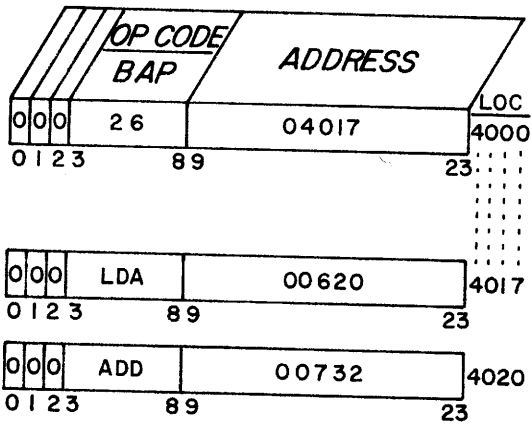 OP CODE
BAP
ADDRESS
LOC
0 0 0 26 04017 4000
0 1 2 3 8 9 23
0 0 0 LDA 00620 4017
0 1 2 3 8 9 23
0 0 0 ADD 00732 4020
0 1 2 3 8 9 23